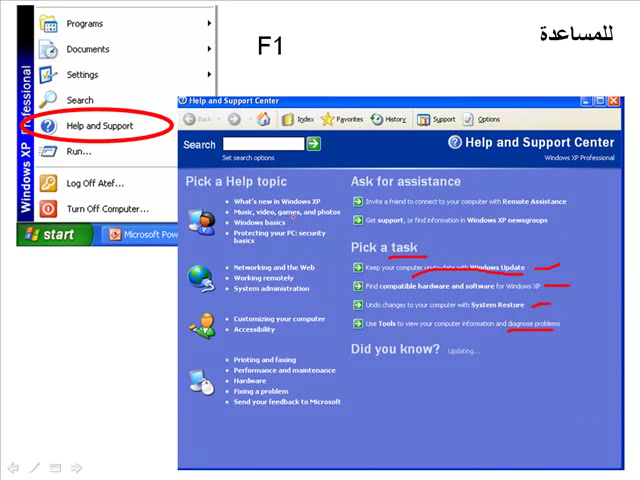 للمساعدة
F1
Programs
Documents
Settings
Search
Help and Support
Run...
Log Off Atef...
Turn Off Computer...
Windows XP Professional
start
Microsoft Pow
Help and Support Center
Back
Index
Favorites
History
Support
Options
Search
Set search options
Help and Support Center
Windows XP Professional
Pick a Help topic
What's new in Windows XP
Music, video, games, and photos
Windows basics
Protecting your PC: security basics
Networking and the Web
Working remotely
System administration
Customizing your computer
Accessibility
Printing and faxing
Performance and maintenance
Hardware
Fixing a problem
Send your feedback to Microsoft
Ask for assistance
Invite a friend to connect to your computer with Remote Assistance
Get support, or find information in Windows XP newsgroups
Pick a task
Keep your computer up-to-date with Windows Update
Find compatible hardware and software for Windows XP
Undo changes to your computer with System Restore
Use Tools to view your computer information and diagnose problems
Did you know?
Updating...